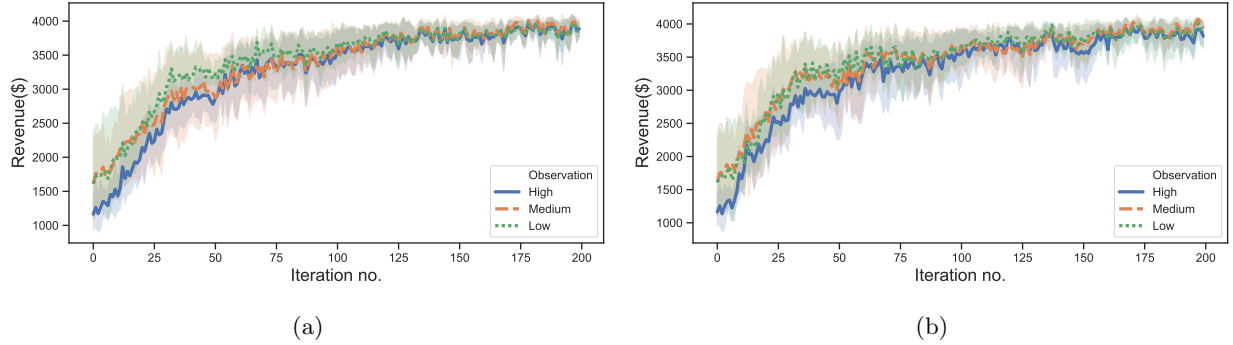 4000
3500
3000
2500
2000
1500
1000
Revenue($)
0 25 50 75 100 125 150 175 200
Iteration no.
Observation
High
Medium
Low
(a)
4000
3500
3000
2500
2000
1500
1000
Revenue($)
0 25 50 75 100 125 150 175 200
Iteration no.
Observation
High
Medium
Low
(b)